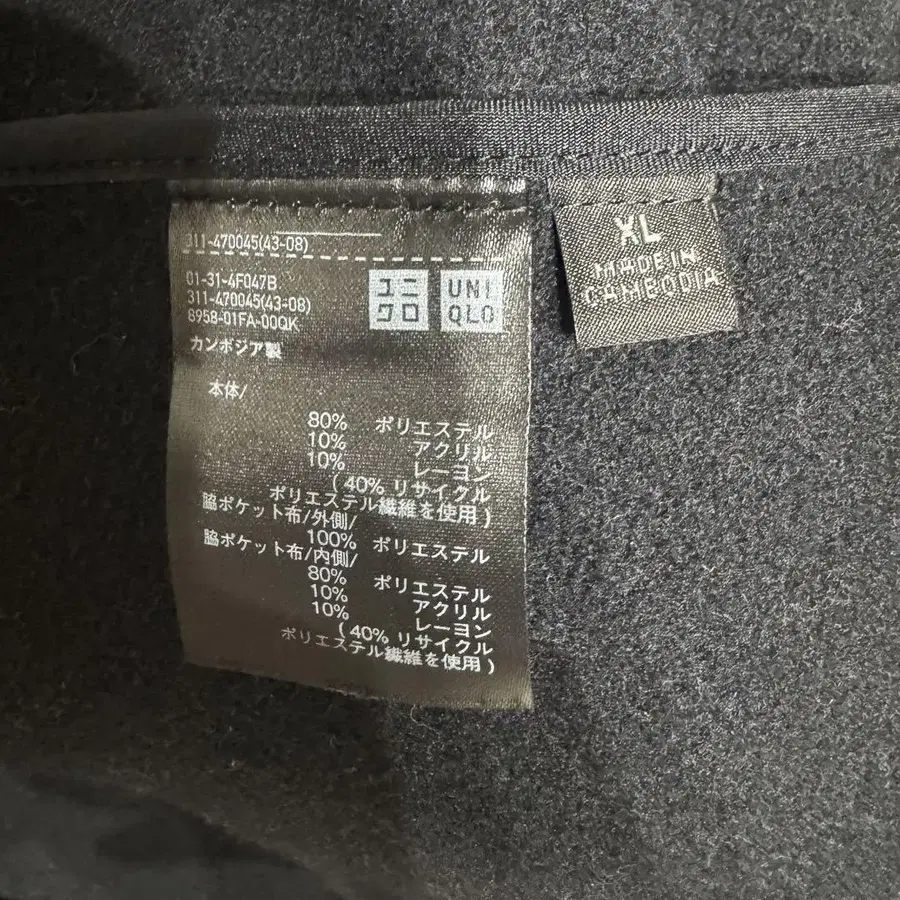 311-470045(43-08)
01-31-4F047B
311-470045(43-08)
8958-01FA-00QK
カンボジア製
ユニ
クロ
UNI
QLO
本体/
80% ポリエステル
10% アクリル
10% レーヨン
(40% リサイクル
ポリエステル繊維を使用)
脇ポケット布/外側/
100% ポリエステル
脇ポケット布/内側/
80% ポリエステル
10% アクリル
10% レーヨン
(40% リサイクル
ポリエステル繊維を使用)
XL
MADE IN
CAMBODIA